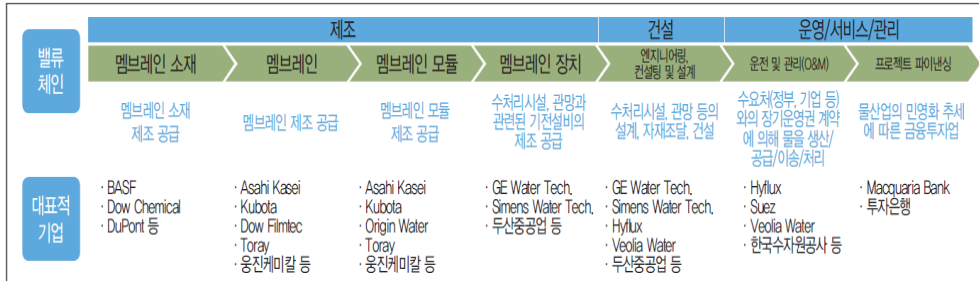 제조 건설 운영/서비스/관리
밸류
체인
멤브레인 소재
멤브레인
멤브레인 모듈
멤브레인 장치
엔지니어링,
컨설팅 및 설계
운전 및 관리(O&M)
프로젝트 파이낸싱
멤브레인 소재
제조 공급
멤브레인 제조 공급
멤브레인 모듈
제조 공급
수처리시설, 관망과
관련된 기전설비의
제조 공급
수처리시설, 관망 등의
설계, 자재조달, 건설
수요처(정부, 기업 등)
와의 장기운영권 계약
에 의해 물을 생산/
공급/이송/처리
물산업의 민영화 추세
에 따른 금융투자업
대표적
기업
· BASF
· Dow Chemical
· DuPont 등
· Asahi Kasei
· Kubota
· Dow Filmtec
· Toray
· 웅진케미칼 등
· Asahi Kasei
· Kubota
· Origin Water
· Toray
· 웅진케미칼 등
· GE Water Tech.
· Simens Water Tech.
· 두산중공업 등
· GE Water Tech.
· Simens Water Tech.
· Hyflux
· Veolia Water
· 두산중공업 등
· Hyflux
· Suez
· Veolia Water
· 한국수자원공사 등
· Macquaria Bank
· 투자은행